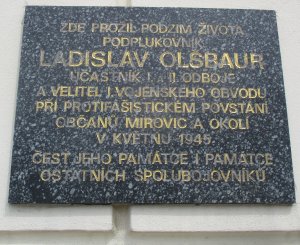 ZDE PROŽIL PODZIM ŽIVOTA
PODPLUKOVNÍK
LADISLAV OLSBAUR
ÚČASTNÍK I. A II. ODBOJE
A VELITEL I. VOJENSKÉHO OBVODU
PŘI PROTIFAŠISTICKÉM POVSTÁNÍ
OBČANŮ MIROVIC A OKOLÍ
V KVĚTNU 1945.
ČEST JEHO PAMÁTCE I PAMÁTCE
OSTATNÍCH SPOLUBOJOVNÍKŮ